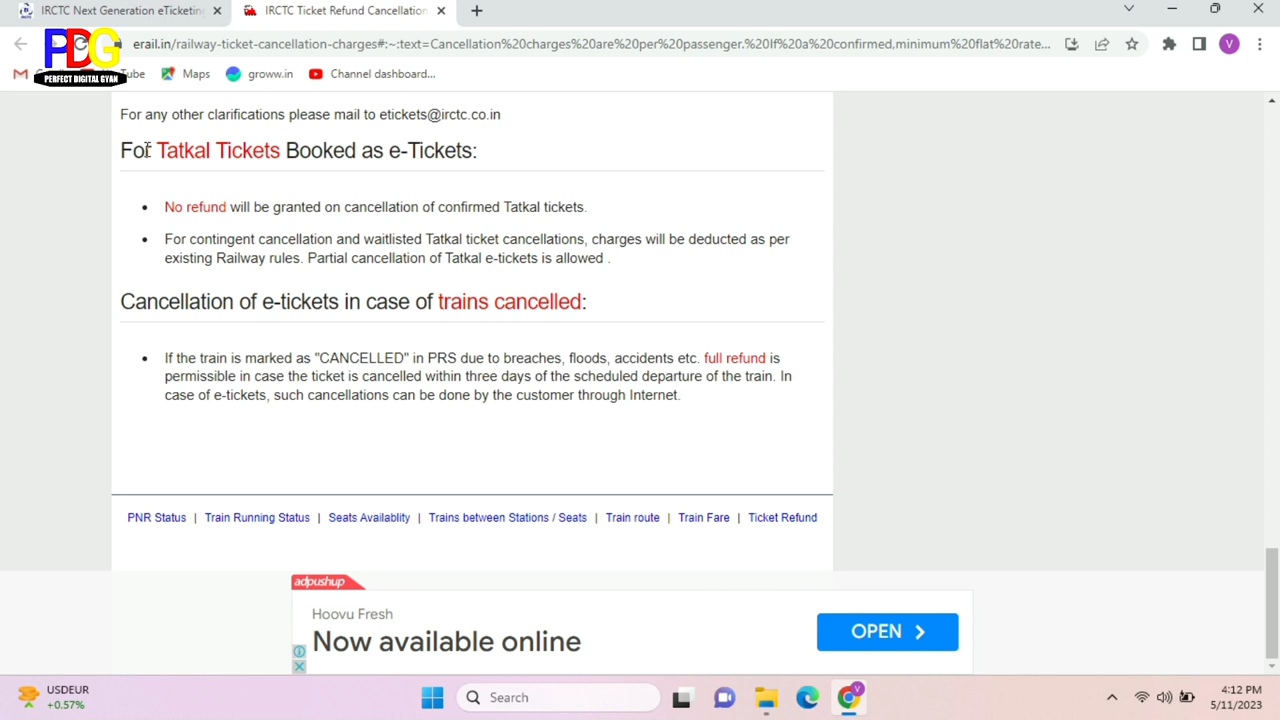 IRCTC Next Generation eTicketing
IRCTC Ticket Refund Cancellation
erail.in/railway-ticket-cancellation-charges#:~:text=Cancellation%20charges%20are%20per%20passenger.%20If%20%20confirmed,minimum%20flat%20rate...
PDG
PERFECT DIGITAL GYAN
Tube
Maps
groww.in
Channel dashboard...
V
For any other clarifications please mail to etickets@irctc.co.in
For Tatkal Tickets Booked as e-Tickets:
• No refund will be granted on cancellation of confirmed Tatkal tickets.
• For contingent cancellation and waitlisted Tatkal ticket cancellations, charges will be deducted as per
existing Railway rules. Partial cancellation of Tatkal e-tickets is allowed .
Cancellation of e-tickets in case of trains cancelled:
• If the train is marked as "CANCELLED" in PRS due to breaches, floods, accidents etc. full refund is
permissible in case the ticket is cancelled within three days of the scheduled departure of the train. In
case of e-tickets, such cancellations can be done by the customer through Internet.
PNR Status | Train Running Status | Seats Availablity | Trains between Stations / Seats | Train route | Train Fare | Ticket Refund
adpushup
Hoovu Fresh
Now available online
OPEN
USDEUR
+0.57%
Search
V
4:12 PM
5/11/2023